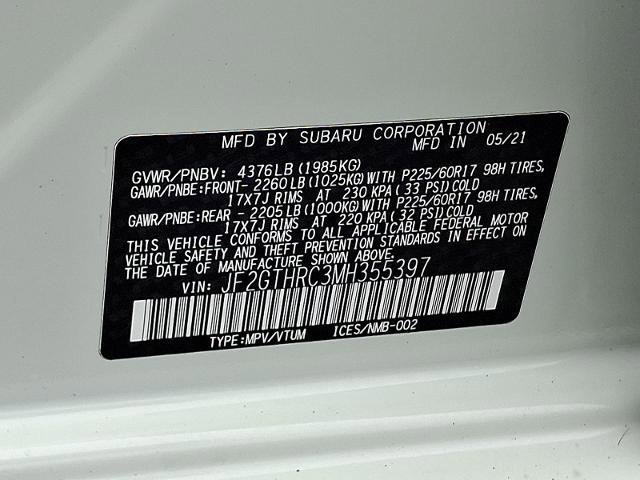 MFD BY SUBARU CORPORATION
MFD IN 05/21
GVWR/PNBV: 4376LB (1985KG)
GAWR/PNBE:FRONT- 2260 LB (1025KG) WITH P225/60R17 98H TIRES,
17X7J RIMS AT 230 KPA ( 33 PSI) COLD
GAWR/PNBE:REAR - 2205 LB (1000KG) WITH P225/60R17 98H TIRES,
17X7J RIMS AT 220 KPA ( 32 PSI) COLD
THIS VEHICLE CONFORMS TO ALL APPLICABLE FEDERAL MOTOR
VEHICLE SAFETY AND THEFT PREVENTION STANDARDS IN EFFECT ON
THE DATE OF MANUFACTURE SHOWN ABOVE.
VIN: JF2GTHRC3MH355397
TYPE:MPV/VTUM ICES/NMB-002